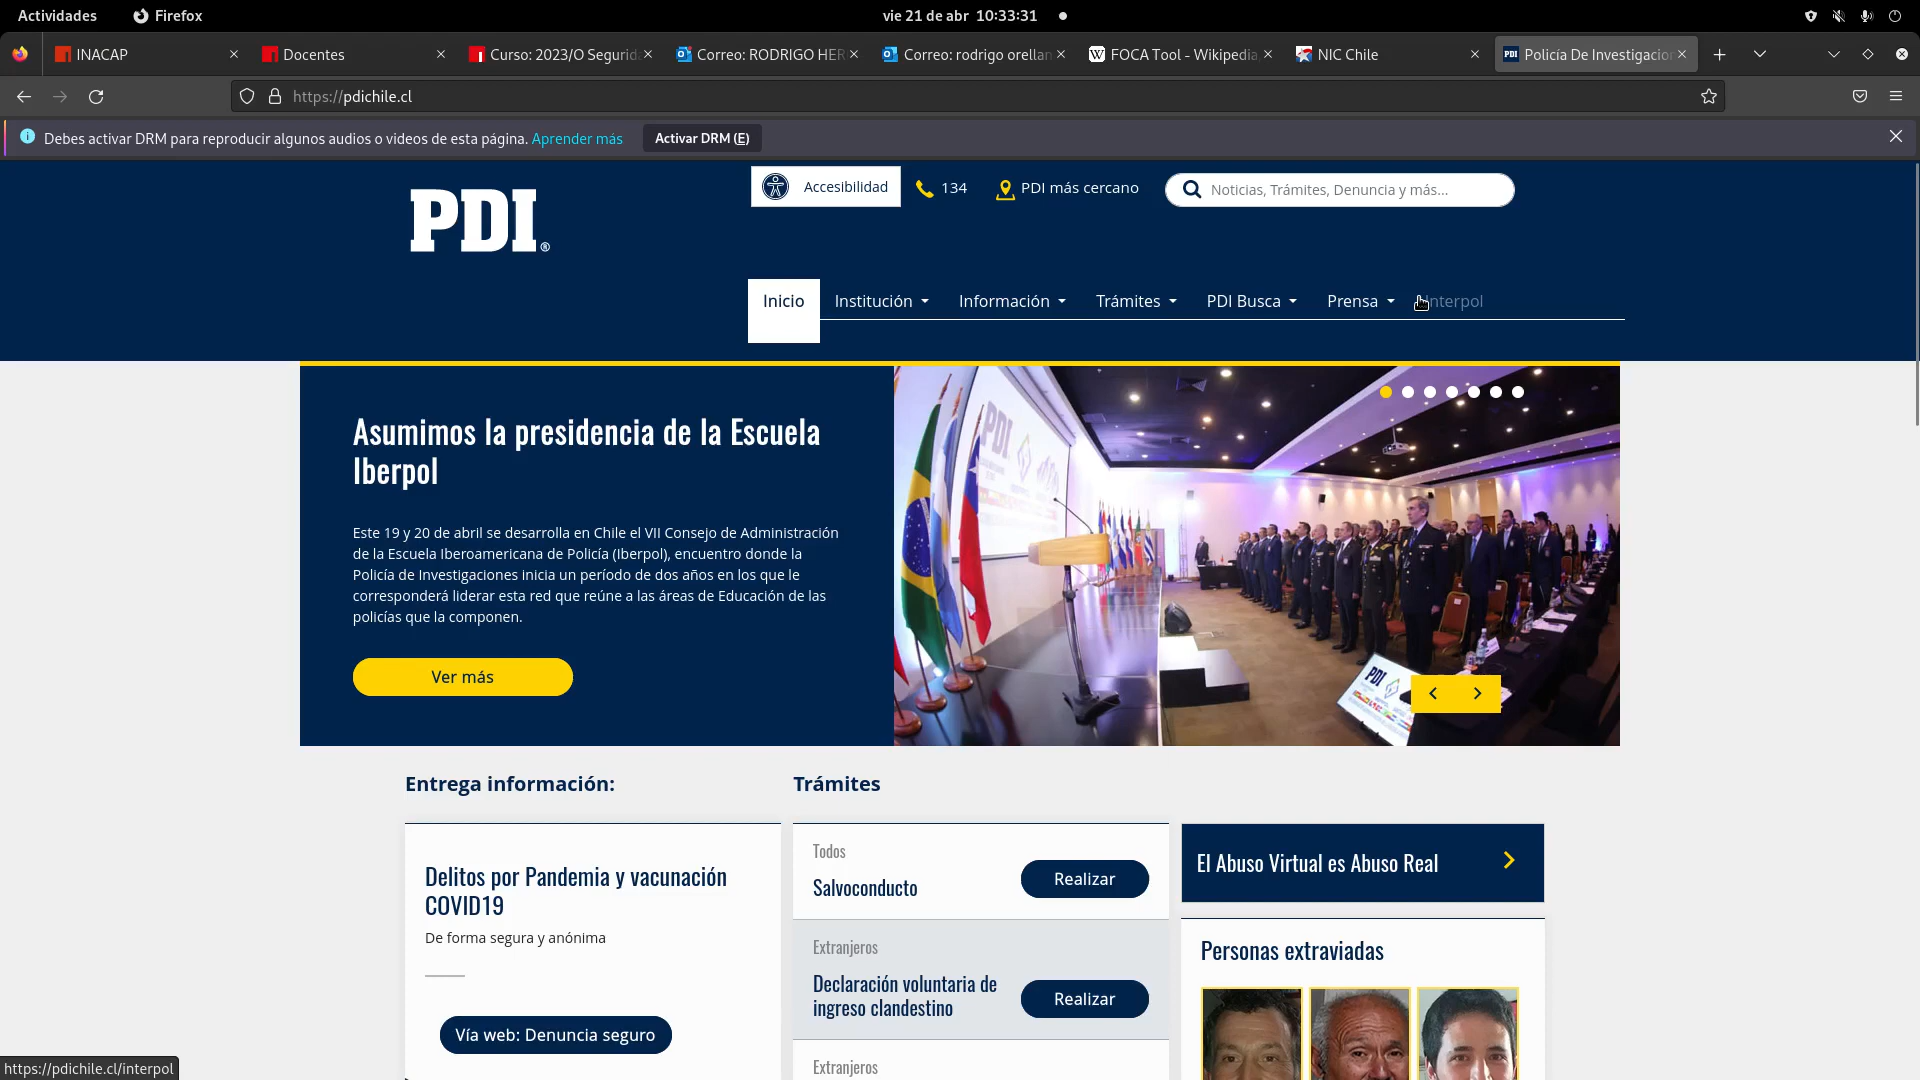 Actividades
Firefox
vie 21 de abr 10:33:31
INACAP
Docentes
Curso: 2023/O Segurida
Correo: RODRIGO HER
Correo: rodrigo orellan
FOCA Tool - Wikipedia,
NIC Chile
PDI Policía De Investigacion
https://pdichile.cl
Debes activar DRM para reproducir algunos audios o videos de esta página. Aprender más
Activar DRM (E)
PDI®
Accesibilidad
134
PDI más cercano
Noticias, Trámites, Denuncia y más...
Inicio
Institución
Información
Trámites
PDI Busca
Prensa
Interpol
Asumimos la presidencia de la Escuela
Iberpol
Este 19 y 20 de abril se desarrolla en Chile el VII Consejo de Administración
de la Escuela Iberoamericana de Policía (Iberpol), encuentro donde la
Policía de Investigaciones inicia un período de dos años en los que le
corresponderá liderar esta red que reúne a las áreas de Educación de las
policías que la componen.
Ver más
PDI
PDI
Entrega información:
Delitos por Pandemia y vacunación
COVID19
De forma segura y anónima
Vía web: Denuncia seguro
Trámites
Todos
Salvoconducto
Realizar
Extranjeros
Declaración voluntaria de
ingreso clandestino
Realizar
Extranjeros
El Abuso Virtual es Abuso Real
Personas extraviadas
https://pdichile.cl/interpol